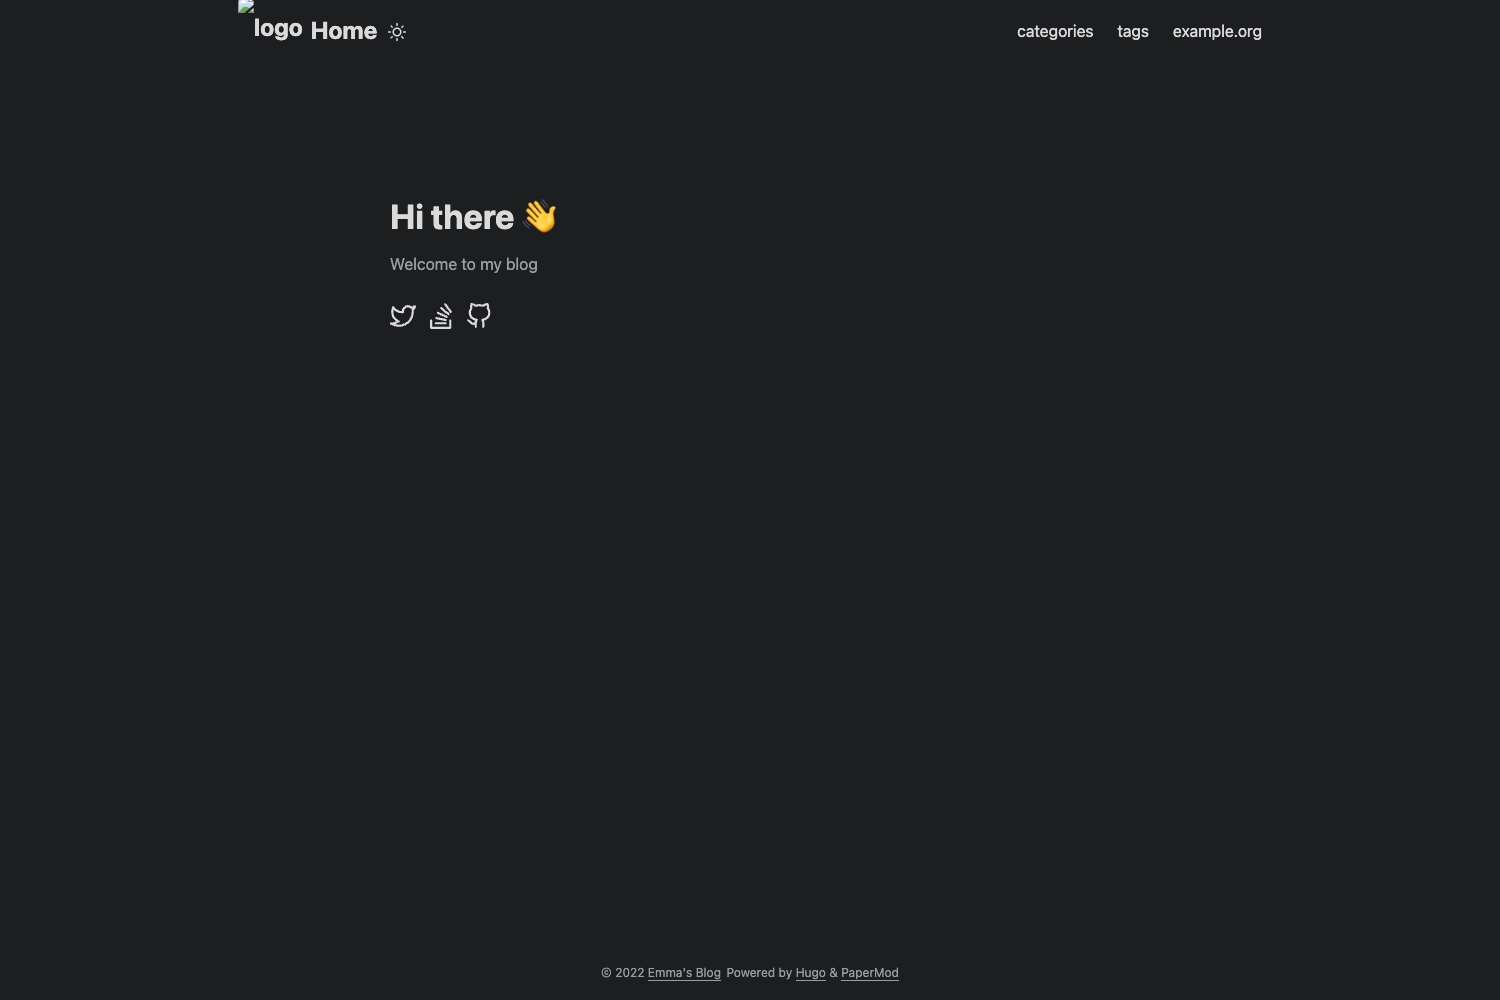 logo Home categories tags example.org
Hi there 👋
Welcome to my blog
© 2022 Emma's Blog Powered by Hugo & PaperMod